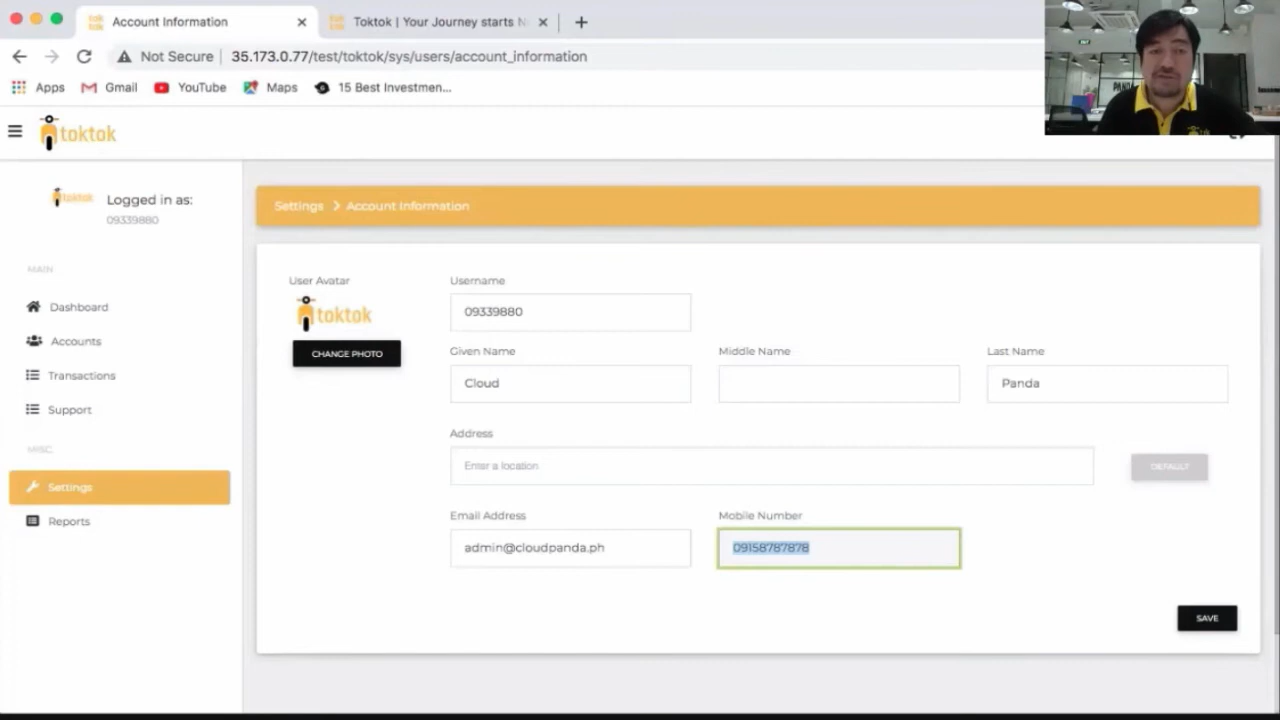 Account Information
Toktok | Your Journey starts N
Not Secure | 35.173.0.77/test/toktok/sys/users/account_information
Apps Gmail YouTube Maps 15 Best Investmen...
toktok
toktok
Logged in as:
09339880
Settings > Account Information
MAIN
Dashboard
Accounts
Transactions
Support
MISC
Settings
Reports
User Avatar
toktok
CHANGE PHOTO
Username
09339880
Given Name Middle Name Last Name
Cloud Panda
Address
Enter a location DEFAULT
Email Address Mobile Number
admin@cloudpanda.ph 09158787878
SAVE